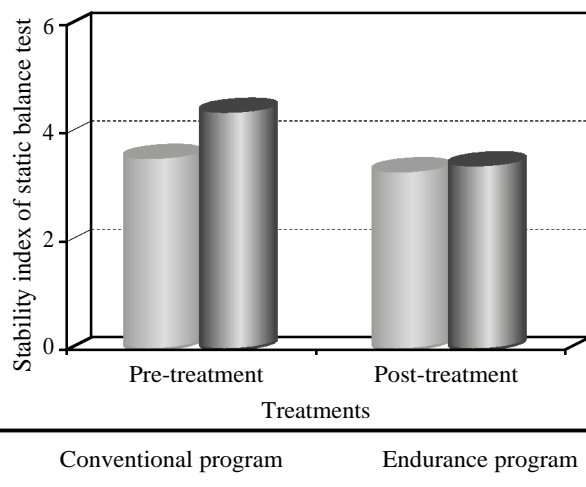 Stability index of static balance test
6
4
2
0
Pre-treatment Post-treatment
Treatments
Conventional program Endurance program